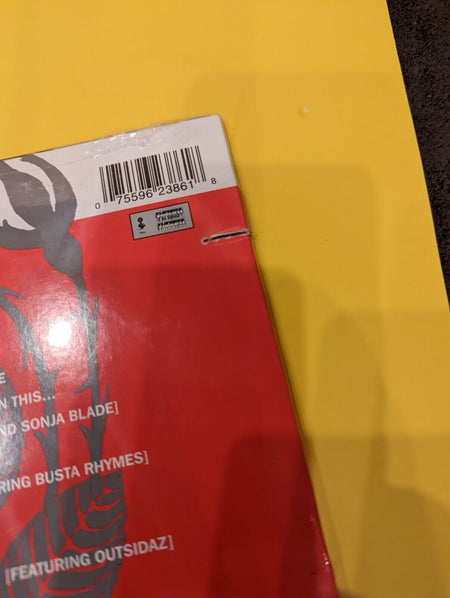 0 75596 23861 8
E
N THIS...
ND SONJA BLADE]
RING BUSTA RHYMES]
[FEATURING OUTSIDAZ]